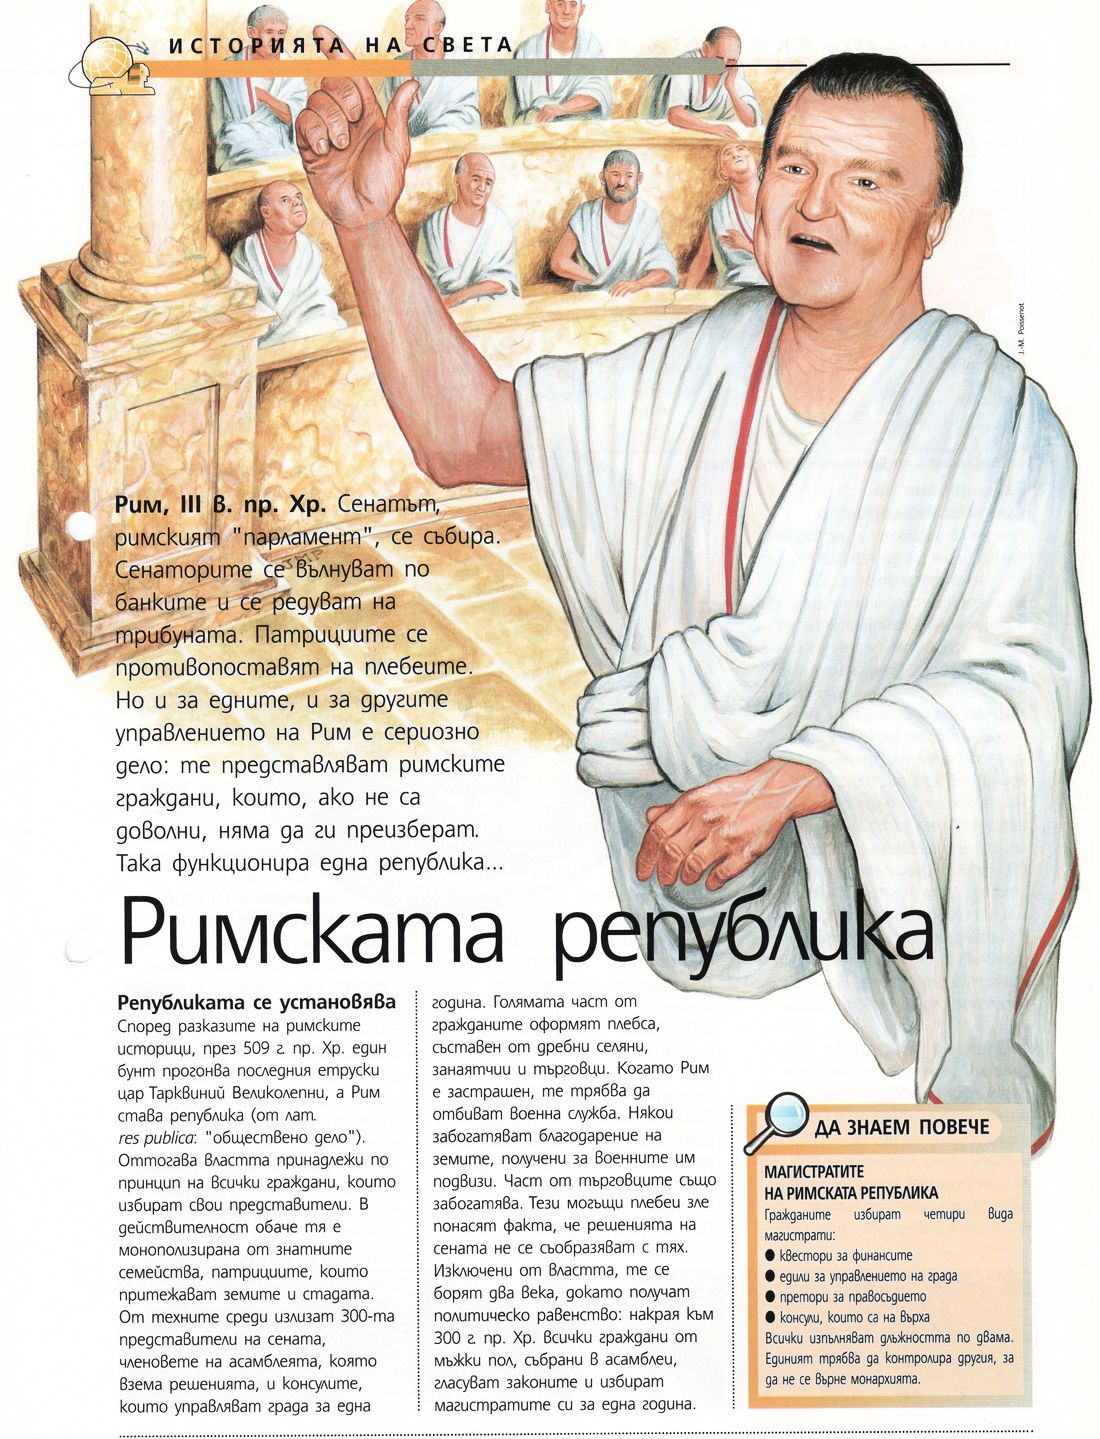 ИСТОРИЯТА НА СВЕТА
J.-M. Poissenot
JMP
Рим, III в. пр. Хр. Сенатът,
римският "парламент", се събира.
Сенаторите се вълнуват по
банките и се редуват на
трибуната. Патрициите се
противопоставят на плебеите.
Но и за едните, и за другите
управлението на Рим е сериозно
дело: те представляват римските
граждани, които, ако не са
доволни, няма да ги преизберат.
Така функционира една република...
Римската република
Републиката се установява
Според разказите на римските
историци, през 509 г. пр. Хр. един
бунт прогонва последния етруски
цар Тарквиний Великолепни, а Рим
става република (от лат.
res publica: "обществено дело").
Оттогава властта принадлежи по
принцип на всички граждани, които
избират свои представители. В
действителност обаче тя е
монополизирана от знатните
семейства, патрициите, които
притежават земите и стадата.
От техните среди излизат 300-та
представители на сената,
членовете на асамблеята, която
взема решенията, и консулите,
които управляват града за една
година. Голямата част от
гражданите оформят плебса,
съставен от дребни селяни,
занаятчии и търговци. Когато Рим
е застрашен, те трябва да
отбиват военна служба. Някои
забогатяват благодарение на
земите, получени за военните им
подвизи. Част от търговците също
забогатява. Тези могъщи плебеи зле
понасят факта, че решенията на
сената не се съобразяват с тях.
Изключени от властта, те се
борят два века, докато получат
политическо равенство: накрая към
300 г. пр. Хр. всички граждани от
мъжки пол, събрани в асамблеи,
гласуват законите и избират
магистратите си за една година.
ДА ЗНАЕМ ПОВЕЧЕ
МАГИСТРАТИТЕ
НА РИМСКАТА РЕПУБЛИКА
Гражданите избират четири вида
магистрати:
● квестори за финансите
● едили за управлението на града
● претори за правосъдието
● консули, които са на върха
Всички изпълняват длъжността по двама.
Единият трябва да контролира другия, за
да не се върне монархията.